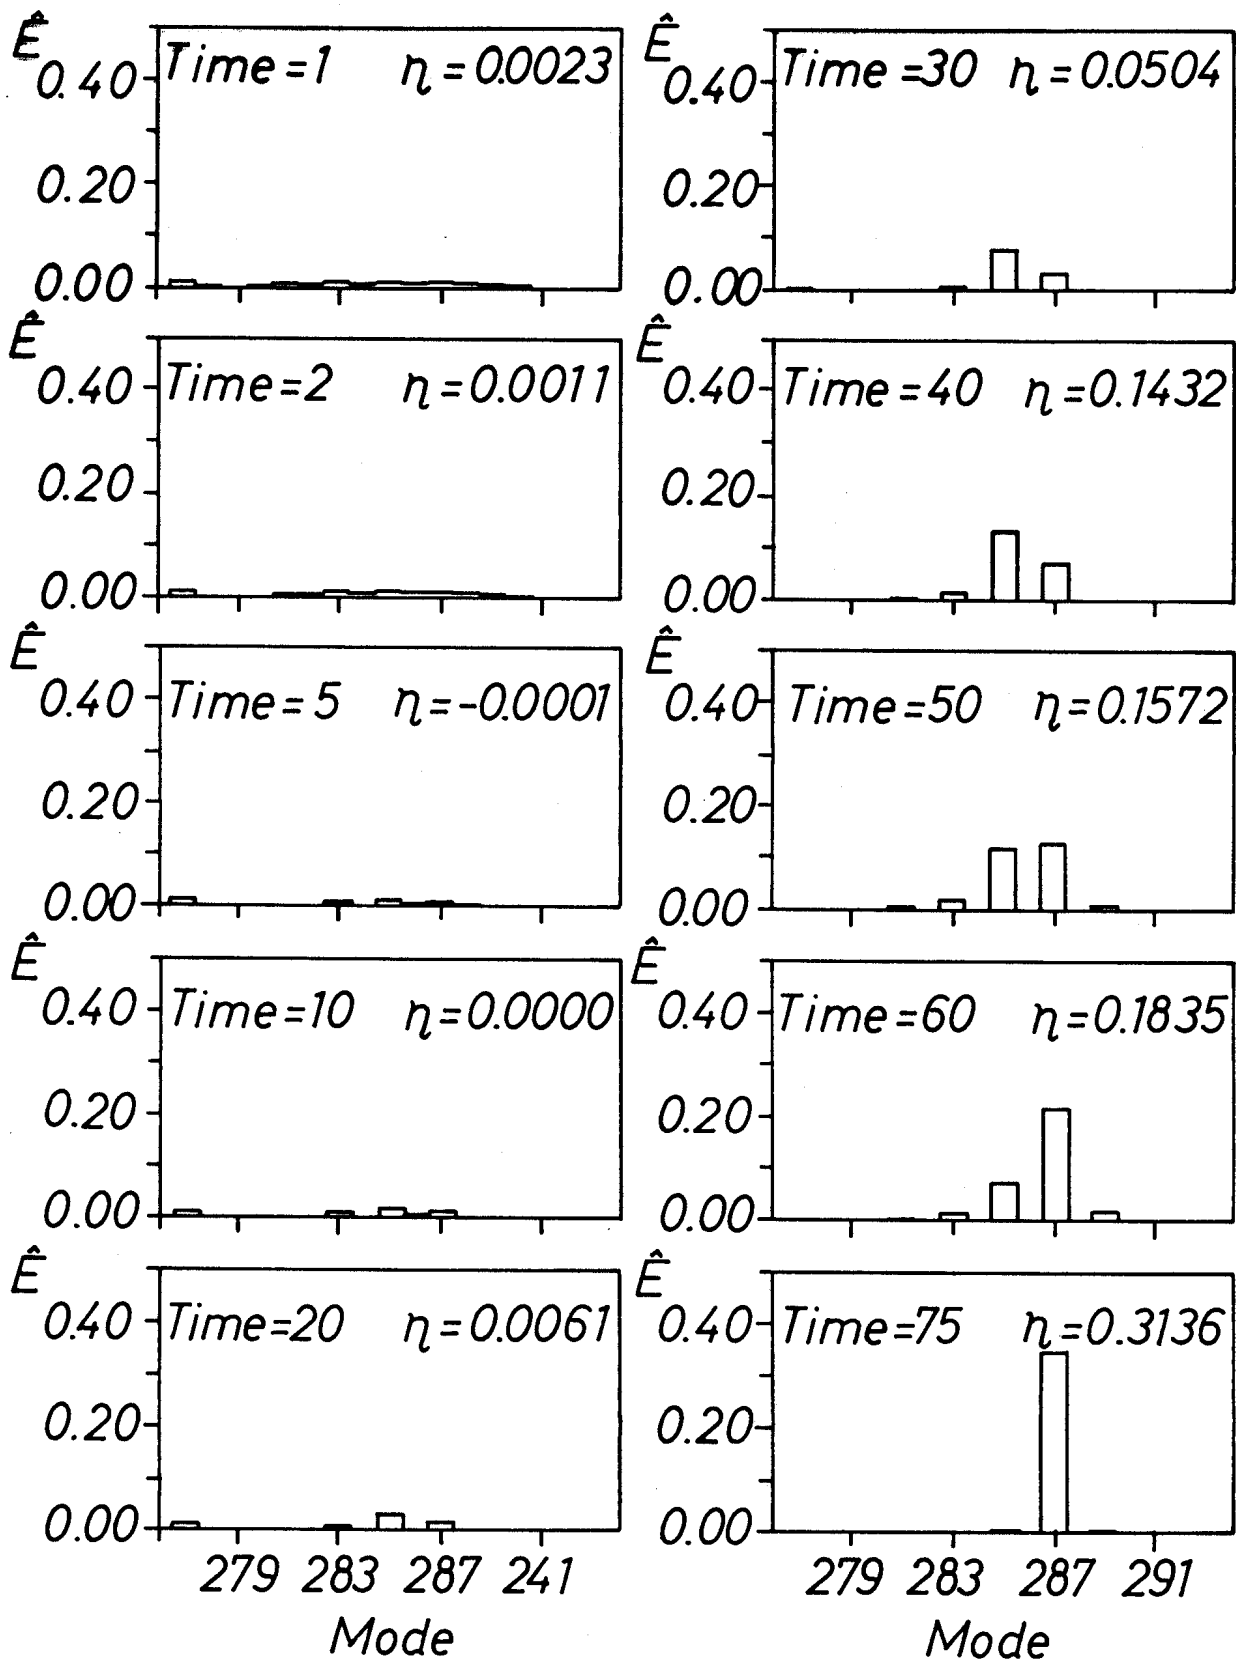 Ê
0.40
Time=1 η=0.0023
0.20
0.00
Ê
0.40
Time=2 η=0.0011
0.20
0.00
Ê
0.40
Time=5 η=-0.0001
0.20
0.00
Ê
0.40
Time=10 η=0.0000
0.20
0.00
Ê
0.40
Time=20 η=0.0061
0.20
0.00
279 283 287 241
Mode
Ê
0.40
Time=30 η=0.0504
0.20
0.00
Ê
0.40
Time=40 η=0.1432
0.20
0.00
Ê
0.40
Time=50 η=0.1572
0.20
0.00
Ê
0.40
Time=60 η=0.1835
0.20
0.00
Ê
0.40
Time=75 η=0.3136
0.20
0.00
279 283 287 291
Mode